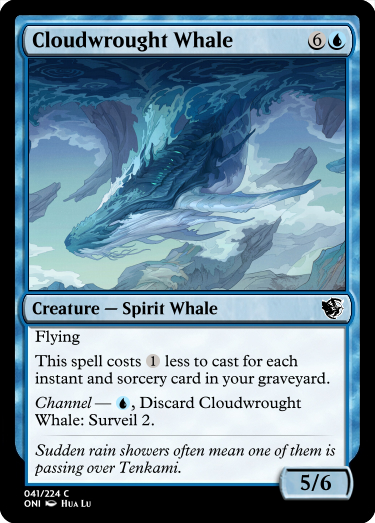 Cloudwrought Whale 6
Creature — Spirit Whale
Flying
This spell costs 1 less to cast for each
instant and sorcery card in your graveyard.
Channel — , Discard Cloudwrought
Whale: Surveil 2.
Sudden rain showers often mean one of them is
passing over Tenkami.
5/6
041/224 C
ONI Hua Lu